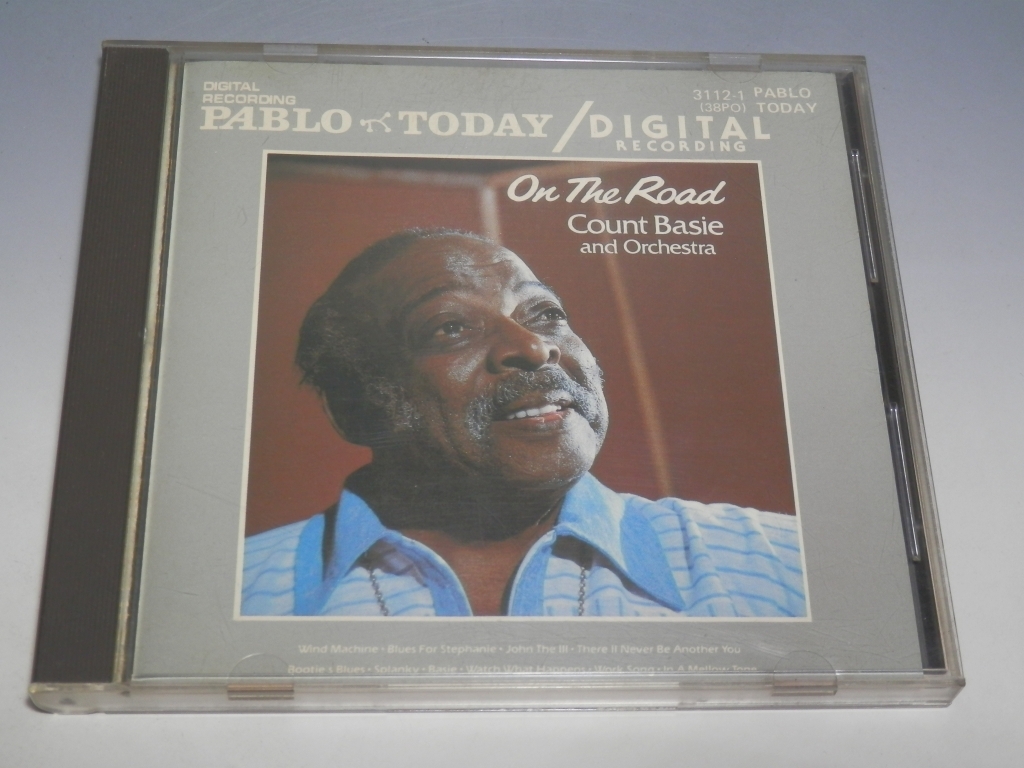 DIGITAL
RECORDING
PABLO TODAY / DIGITAL
RECORDING
3112-1 PABLO
(38PO) TODAY
On The Road
Count Basie
and Orchestra
Wind Machine • Blues For Stephanie • John The III • There ll Never Be Another You
Bootie's Blues • Splanky • Basie • Watch What Happens • Work Song • In A Mellow Tone